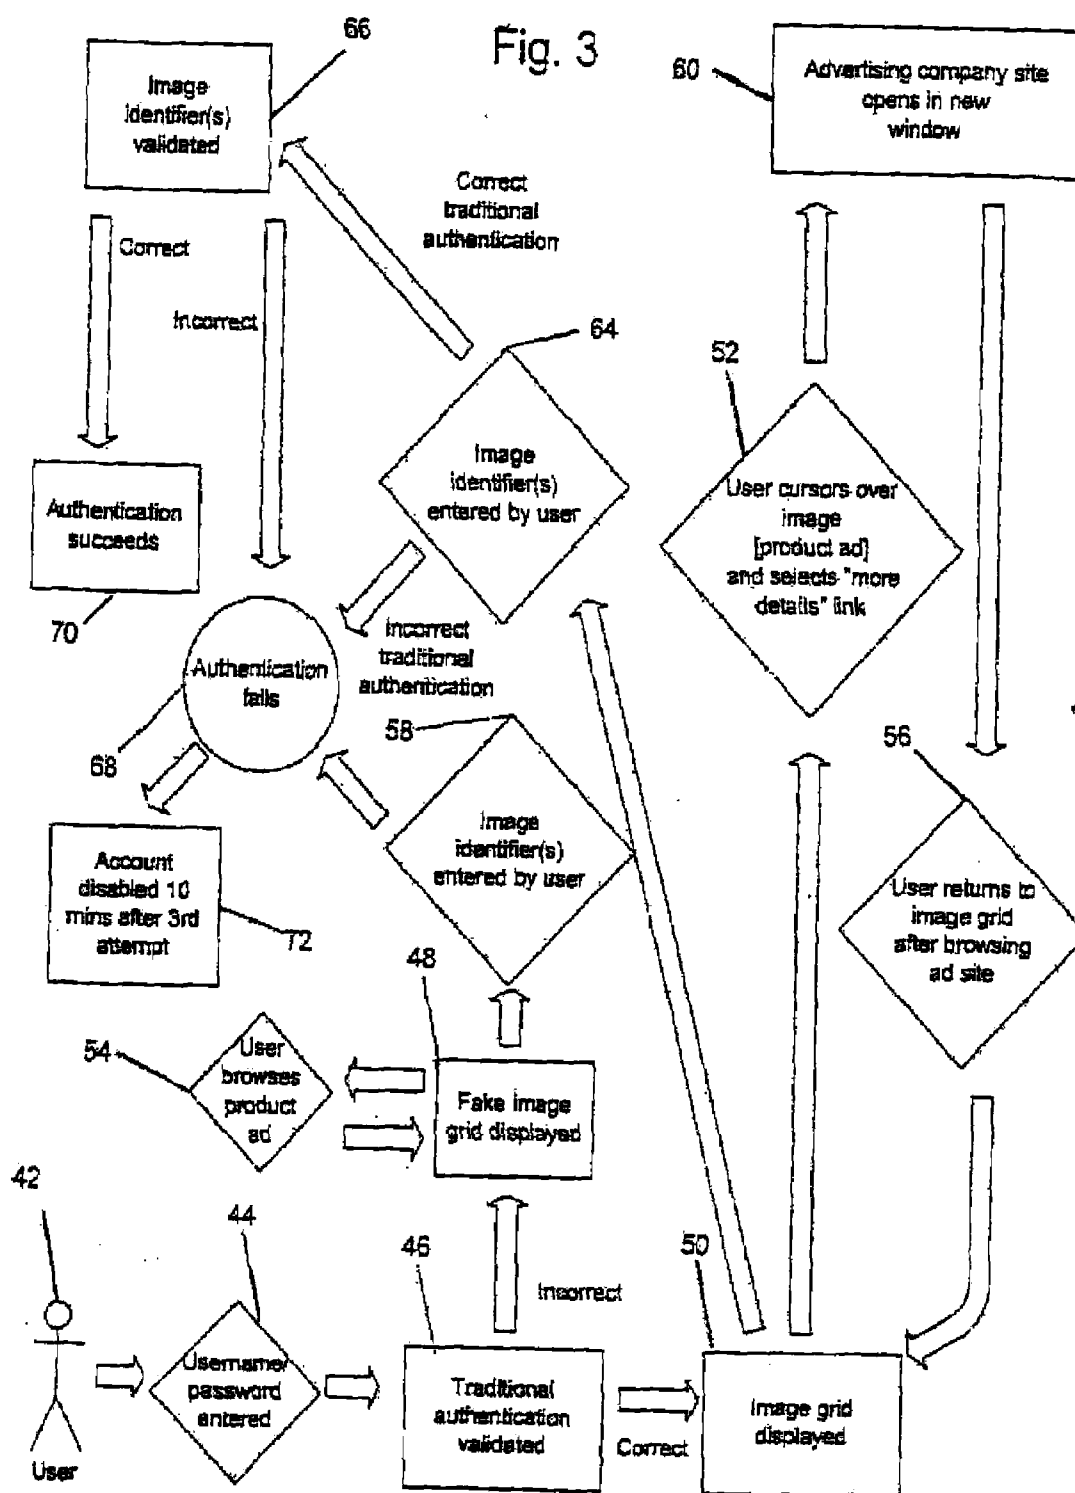 Fig. 3
66
Image
identifier(s)
validated
60
Advertising company site
opens in new
window
Correct
traditional
authentication
Correct
Incorrect
64
52
Image
identifier(s)
entered by user
User cursors over
image
[product ad]
and selects "more
details" link
Authentication
succeeds
70
Incorrect
traditional
authentication
Authentication
fails
68
58
56
Image
identifier(s)
entered by user
Account
disabled 10
mins after 3rd
attempt
72
User returns to
image grid
after browsing
ad site
48
54
User
browses
product
ad
Fake image
grid displayed
42
44
46
50
Incorrect
Username/
password
entered
Traditional
authentication
validated
Correct
Image grid
displayed
User